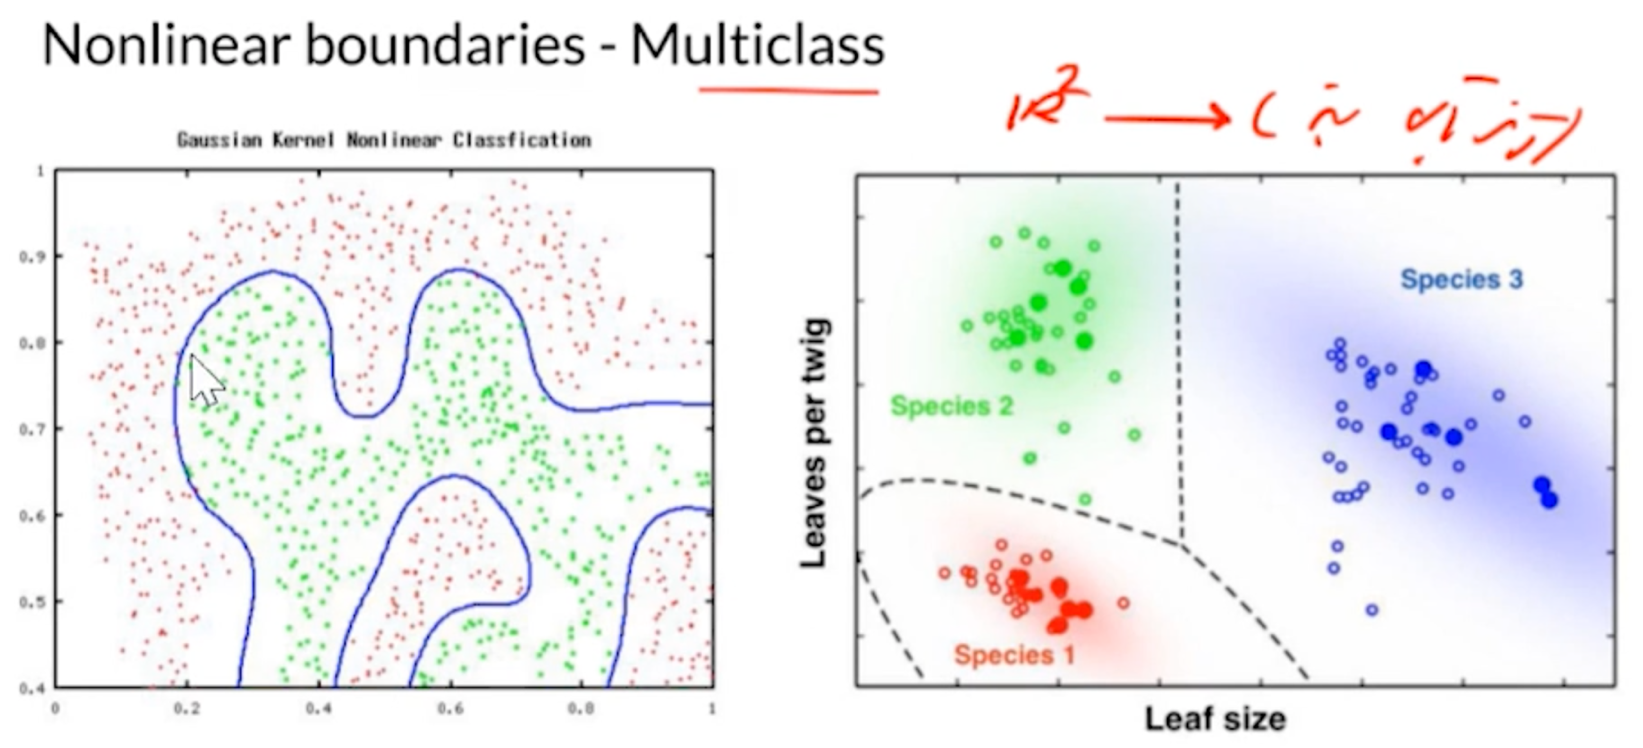 Nonlinear boundaries - Multiclass
Gaussian Kernel Nonlinear Classfication
1
0.9
0.8
0.7
0.6
0.5
0.4
0
0.2
0.4
0.6
0.8
1
Species 3
Species 2
Species 1
Leaves per twig
Leaf size